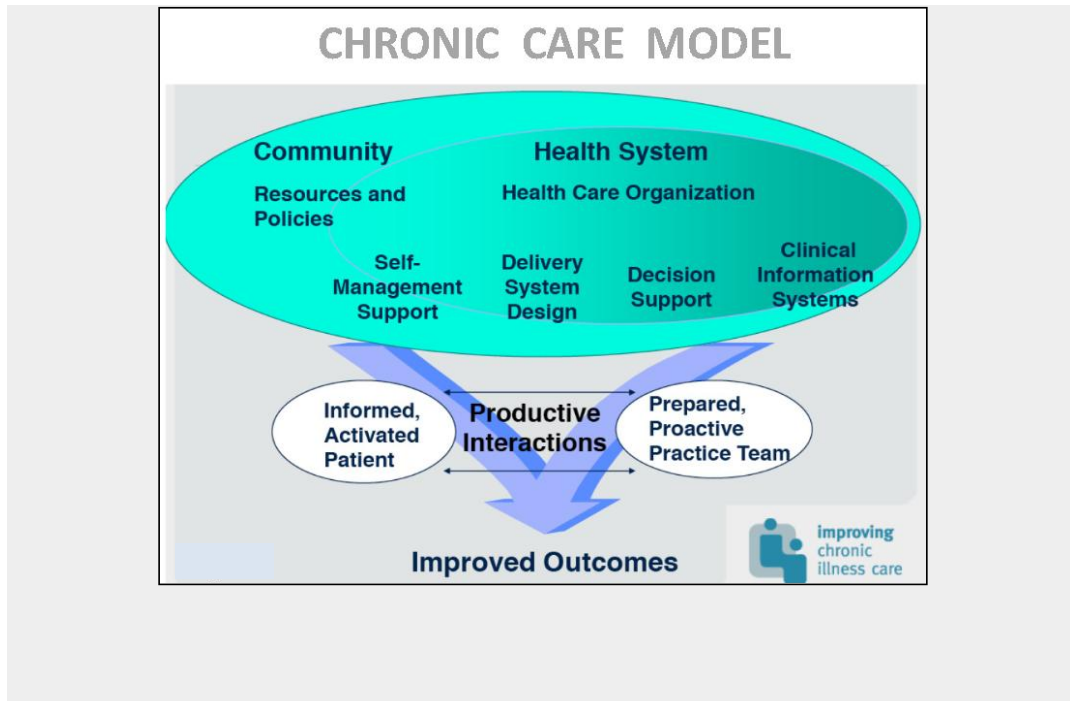 CHRONIC CARE MODEL
Community
Health System
Resources and
Policies
Health Care Organization
Self-
Management
Support
Delivery
System
Design
Decision
Support
Clinical
Information
Systems
Informed,
Activated
Patient
Productive
Interactions
Prepared,
Proactive
Practice Team
Improved Outcomes
improving
chronic
illness care